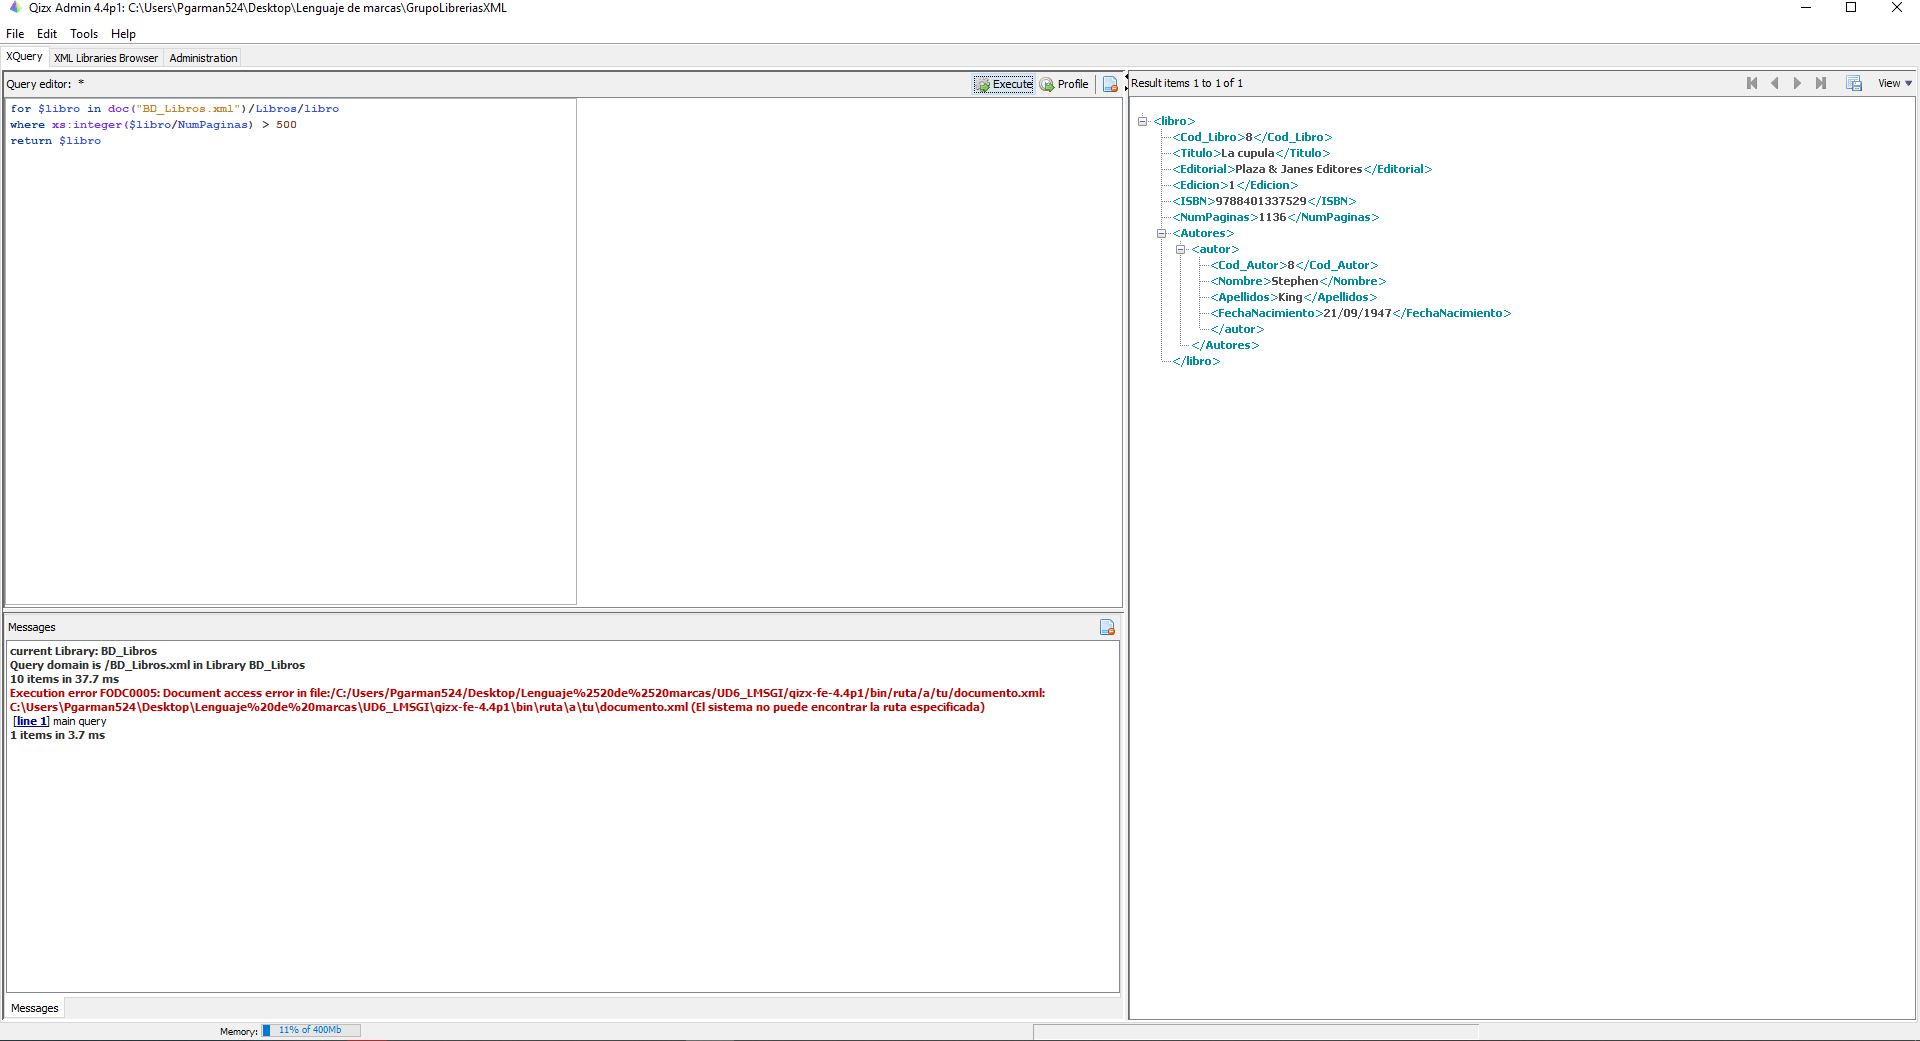 Qizx Admin 4.4p1: C:\Users\Pgarman524\Desktop\Lenguaje de marcas\GrupoLibreriasXML
File Edit Tools Help
XQuery XML Libraries Browser Administration
Query editor: * Execute Profile
for $libro in doc("BD_Libros.xml")/Libros/libro
where xs:integer($libro/NumPaginas) > 500
return $libro
Messages
current Library: BD_Libros
Query domain is /BD_Libros.xml in Library BD_Libros
10 items in 37.7 ms
Execution error FODC0005: Document access error in file:/C:/Users/Pgarman524/Desktop/Lenguaje%2520de%2520marcas/UD6_LMSGI/qizx-fe-4.4p1/bin/ruta/a/tu/documento.xml:
C:\Users\Pgarman524\Desktop\Lenguaje%20de%20marcas\UD6_LMSGI\qizx-fe-4.4p1\bin\ruta\a\tu\documento.xml (El sistema no puede encontrar la ruta especificada)
[line 1] main query
1 items in 3.7 ms
Messages
Memory: 11% of 400Mb
Result items 1 to 1 of 1 View
<libro>
<Cod_Libro>8</Cod_Libro>
<Titulo>La cupula</Titulo>
<Editorial>Plaza & Janes Editores</Editorial>
<Edicion>1</Edicion>
<ISBN>9788401337529</ISBN>
<NumPaginas>1136</NumPaginas>
<Autores>
<autor>
<Cod_Autor>8</Cod_Autor>
<Nombre>Stephen</Nombre>
<Apellidos>King</Apellidos>
<FechaNacimiento>21/09/1947</FechaNacimiento>
</autor>
</Autores>
</libro>